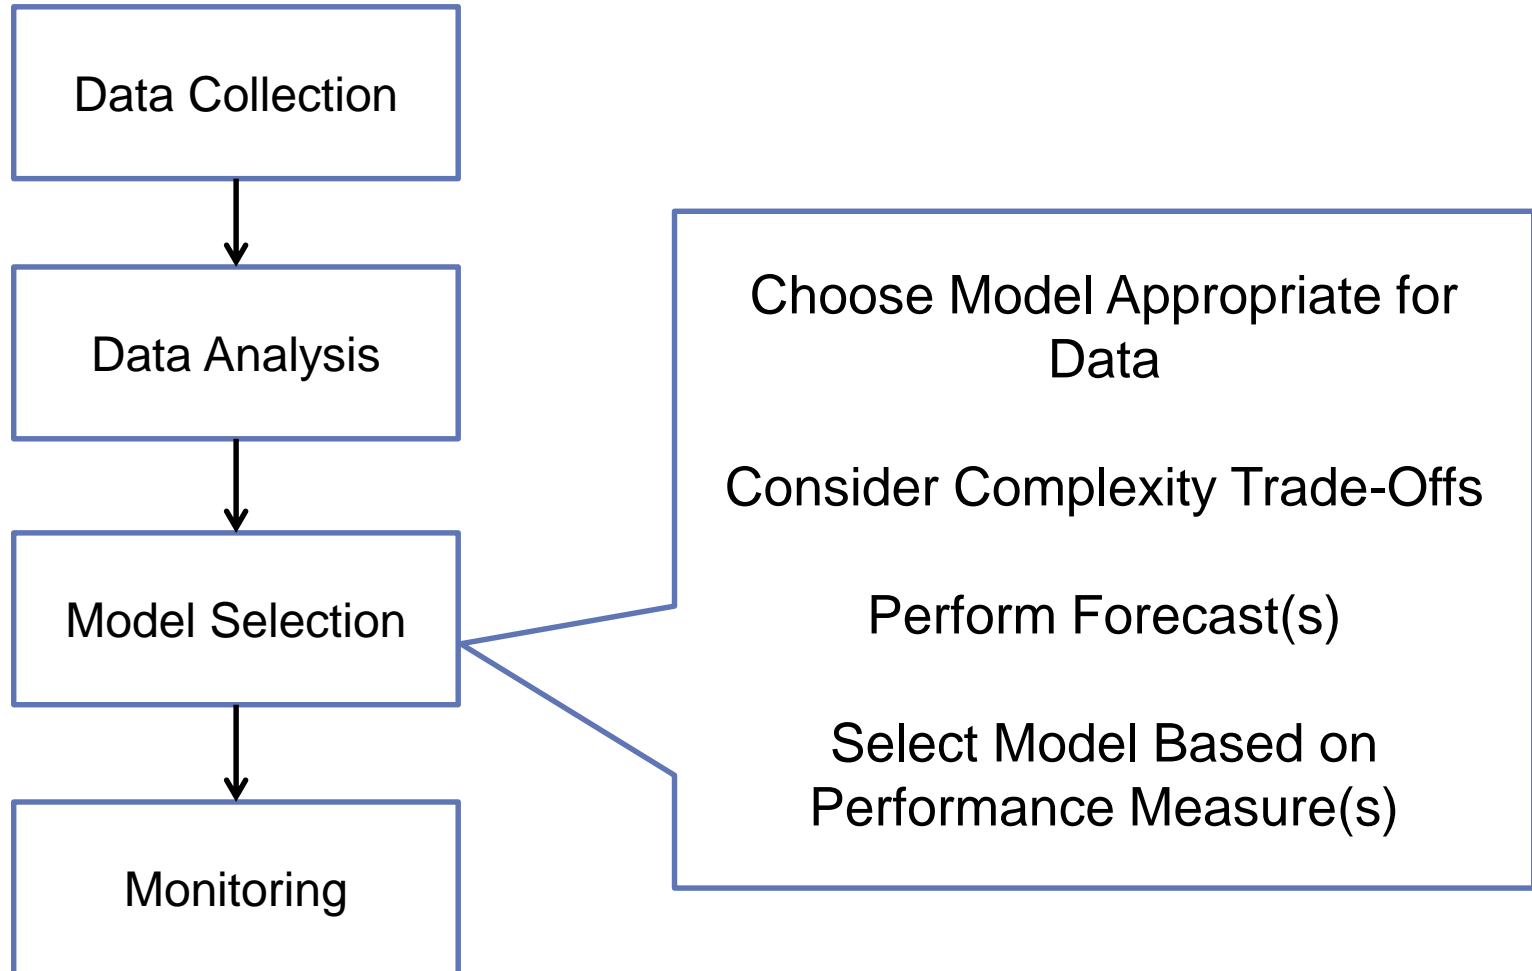 Data Collection
Data Analysis
Model Selection
Monitoring
Choose Model Appropriate for
Data
Consider Complexity Trade-Offs
Perform Forecast(s)
Select Model Based on
Performance Measure(s)